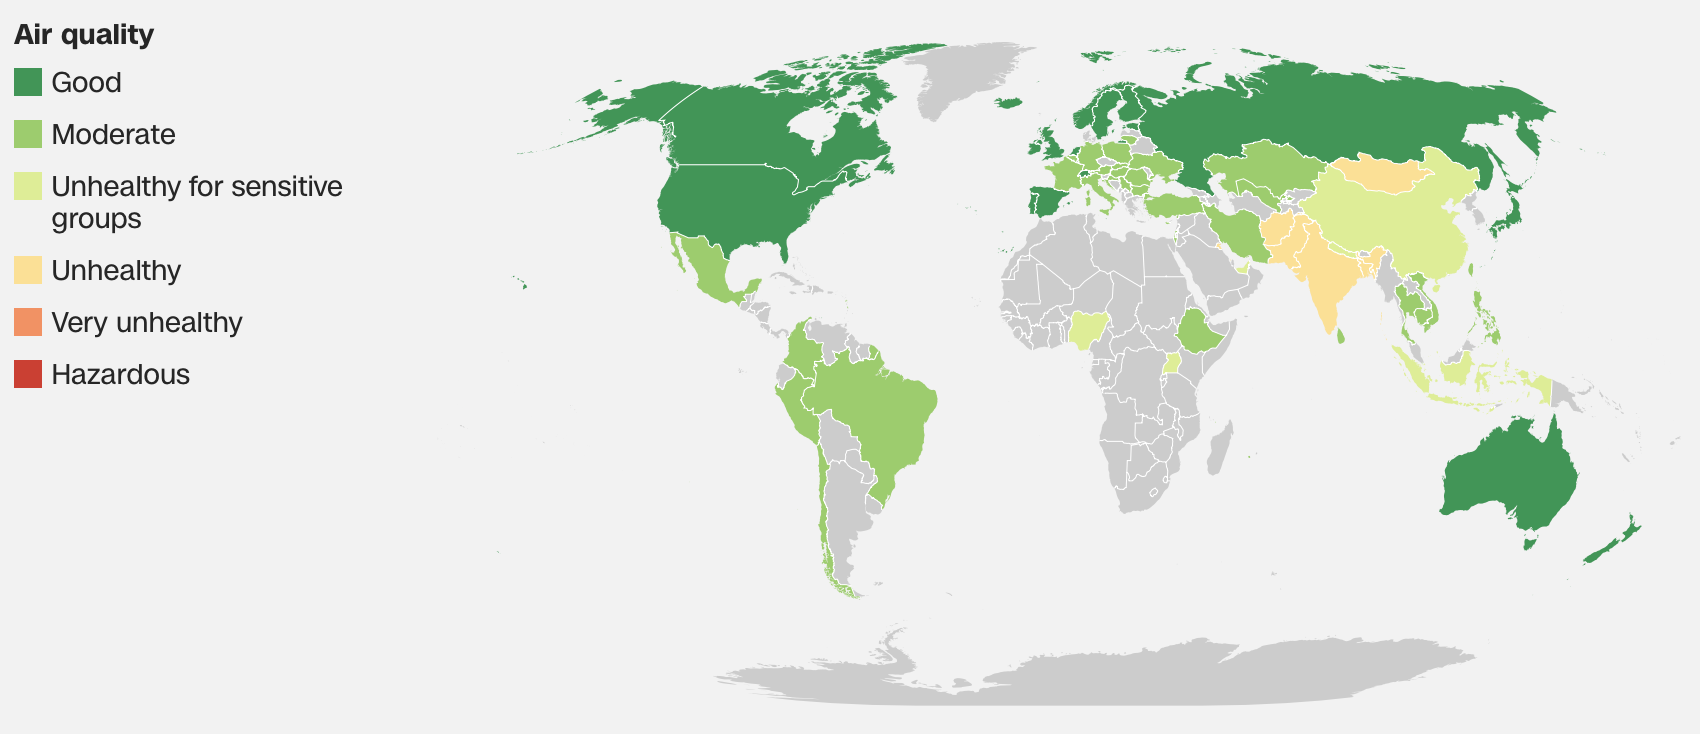 Air quality
Good
Moderate
Unhealthy for sensitive
groups
Unhealthy
Very unhealthy
Hazardous